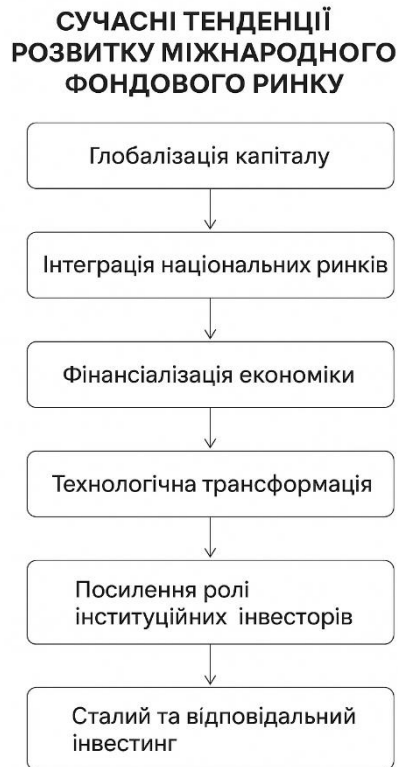 СУЧАСНІ ТЕНДЕНЦІЇ
РОЗВИТКУ МІЖНАРОДНОГО
ФОНДОВОГО РИНКУ
Глобалізація капіталу
Інтеграція національних ринків
Фінансіалізація економіки
Технологічна трансформація
Посилення ролі
інституційних інвесторів
Сталий та відповідальний
інвестинг